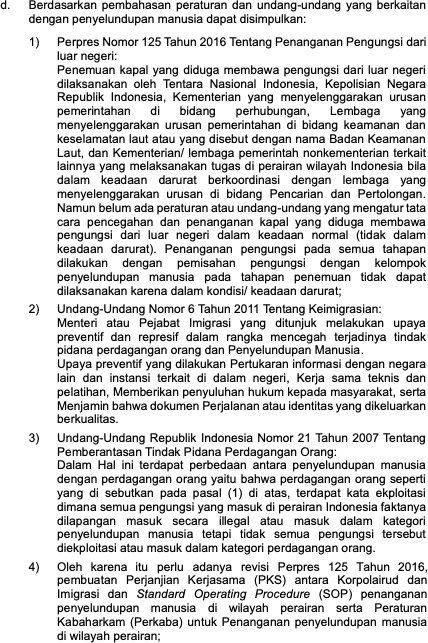 d. Berdasarkan pembahasan peraturan dan undang-undang yang berkaitan
dengan penyelundupan manusia dapat disimpulkan:
1) Perpres Nomor 125 Tahun 2016 Tentang Penanganan Pengungsi dari
luar negeri:
Penemuan kapal yang diduga membawa pengungsi dari luar negeri
dilaksanakan oleh Tentara Nasional Indonesia, Kepolisian Negara
Republik Indonesia, Kementerian yang menyelenggarakan urusan
pemerintahan di bidang perhubungan, Lembaga yang
menyelenggarakan urusan pemerintahan di bidang keamanan dan
keselamatan laut atau yang disebut dengan nama Badan Keamanan
Laut, dan Kementerian/ lembaga pemerintah nonkementerian terkait
lainnya yang melaksanakan tugas di perairan wilayah Indonesia bila
dalam keadaan darurat berkoordinasi dengan lembaga yang
menyelenggarakan urusan di bidang Pencarian dan Pertolongan.
Namun belum ada peraturan atau undang-undang yang mengatur tata
cara pencegahan dan penanganan kapal yang diduga membawa
pengungsi dari luar negeri dalam keadaan normal (tidak dalam
keadaan darurat). Penanganan pengungsi pada semua tahapan
dilakukan dengan pemisahan pengungsi dengan kelompok
penyelundupan manusia pada tahapan penemuan tidak dapat
dilaksanakan karena dalam kondisi/ keadaan darurat;
2) Undang-Undang Nomor 6 Tahun 2011 Tentang Keimigrasian:
Menteri atau Pejabat Imigrasi yang ditunjuk melakukan upaya
preventif dan represif dalam rangka mencegah terjadinya tindak
pidana perdagangan orang dan Penyelundupan Manusia.
Upaya preventif yang dilakukan Pertukaran informasi dengan negara
lain dan instansi terkait di dalam negeri, Kerja sama teknis dan
pelatihan, Memberikan penyuluhan hukum kepada masyarakat, serta
Menjamin bahwa dokumen Perjalanan atau identitas yang dikeluarkan
berkualitas.
3) Undang-Undang Republik Indonesia Nomor 21 Tahun 2007 Tentang
Pemberantasan Tindak Pidana Perdagangan Orang:
Dalam Hal ini terdapat perbedaan antara penyelundupan manusia
dengan perdagangan orang yaitu bahwa perdagangan orang seperti
yang di sebutkan pada pasal (1) di atas, terdapat kata ekploitasi
dimana semua pengungsi yang masuk di perairan Indonesia faktanya
dilapangan masuk secara illegal atau masuk dalam kategori
penyelundupan manusia tetapi tidak semua pengungsi tersebut
diekploitasi atau masuk dalam kategori perdagangan orang.
4) Oleh karena itu perlu adanya revisi Perpres 125 Tahun 2016,
pembuatan Perjanjian Kerjasama (PKS) antara Korpolairud dan
Imigrasi dan Standard Operating Procedure (SOP) penanganan
penyelundupan manusia di wilayah perairan serta Peraturan
Kabaharkam (Perkaba) untuk Penanganan penyelundupan manusia
di wilayah perairan;